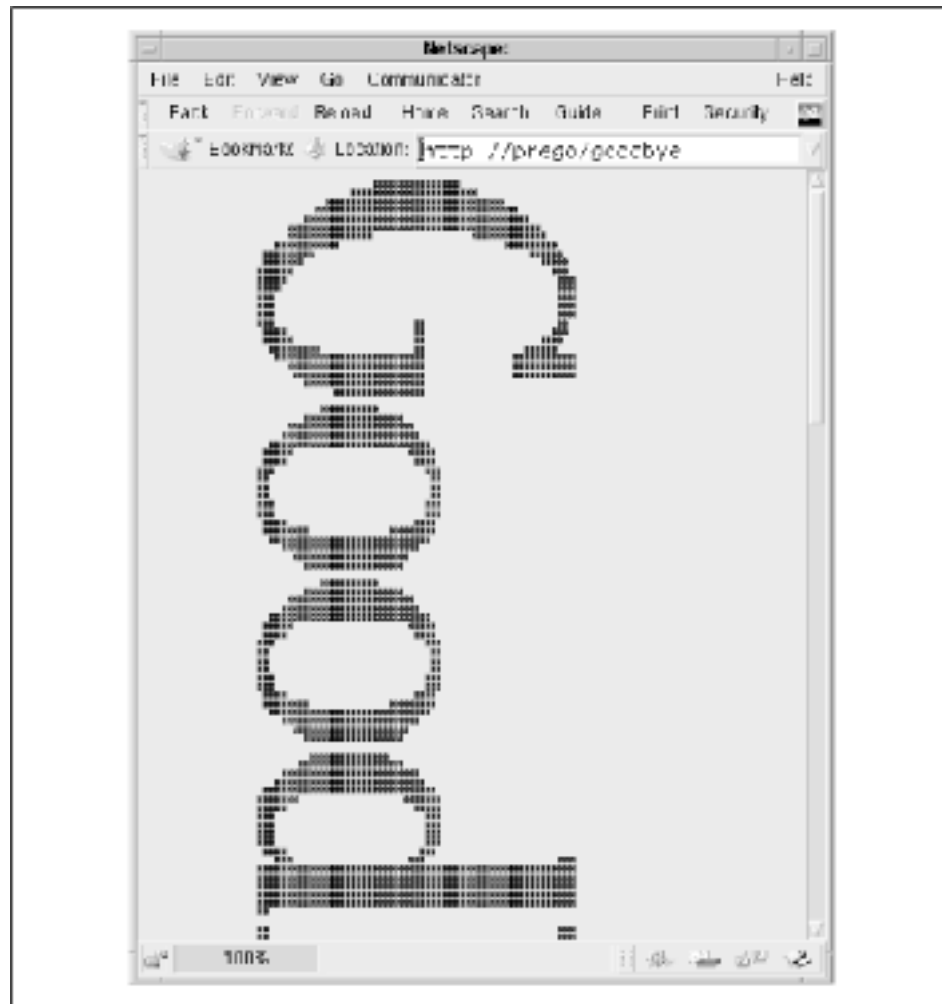 Netscape:
File Edit View Go Communicator Help
Back Forward Reload Home Search Guide Print Security
Bookmarks Location: http://prego/goodbye
Good
100%